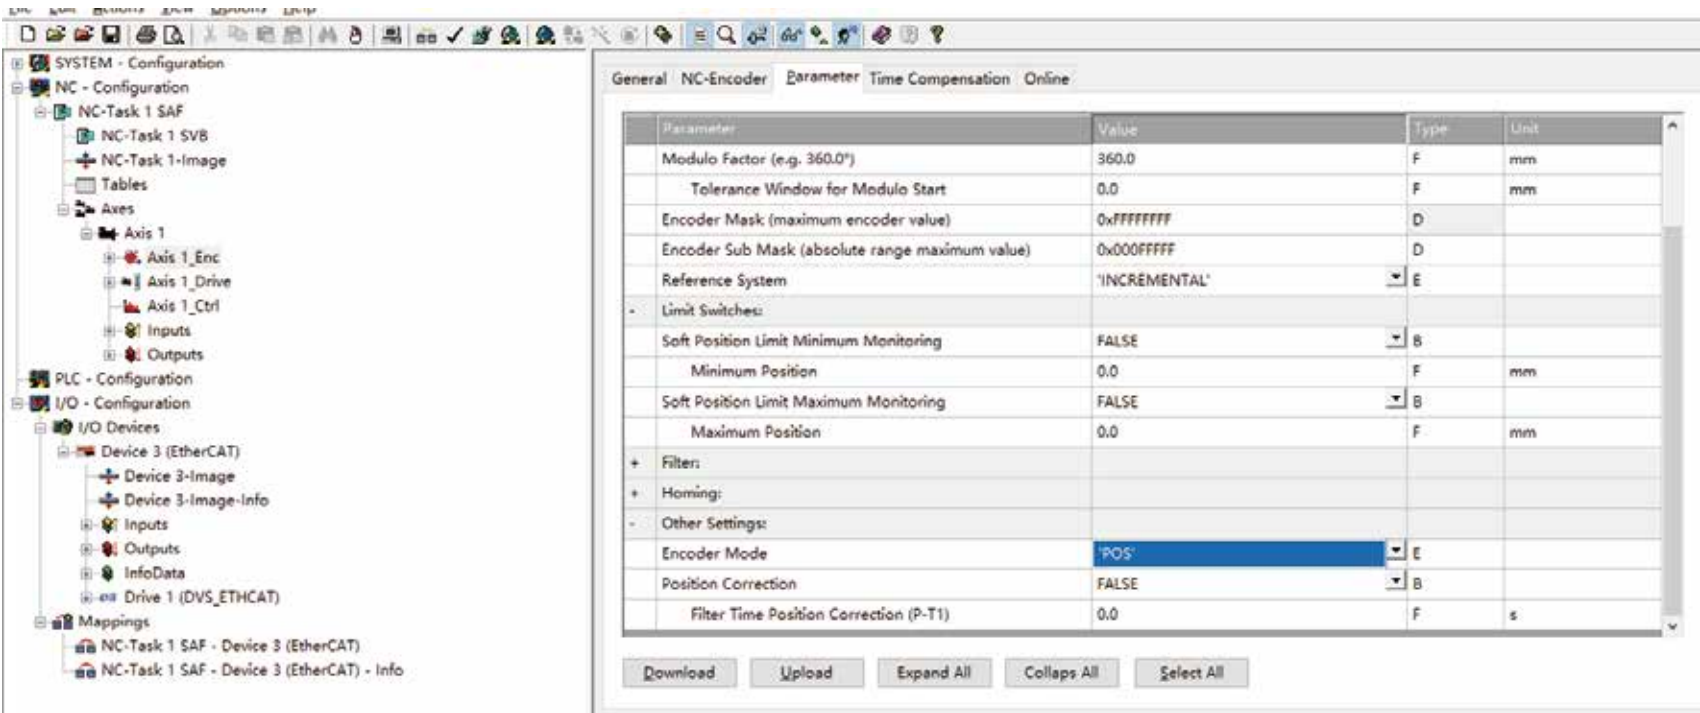 File Edit Actions View Options Help
SYSTEM - Configuration
NC - Configuration
NC-Task 1 SAF
NC-Task 1 SVB
NC-Task 1-Image
Tables
Axes
Axis 1
Axis 1_Enc
Axis 1_Drive
Axis 1_Ctrl
Inputs
Outputs
PLC - Configuration
I/O - Configuration
I/O Devices
Device 3 (EtherCAT)
Device 3-Image
Device 3-Image-Info
Inputs
Outputs
InfoData
Drive 1 (DVS_ETHCAT)
Mappings
NC-Task 1 SAF - Device 3 (EtherCAT)
NC-Task 1 SAF - Device 3 (EtherCAT) - Info
General NC-Encoder Parameter Time Compensation Online
Parameter Value Type Unit
Modulo Factor (e.g. 360.0°) 360.0 F mm
Tolerance Window for Modulo Start 0.0 F mm
Encoder Mask (maximum encoder value) 0xFFFFFFFF D
Encoder Sub Mask (absolute range maximum value) 0x000FFFFF D
Reference System 'INCREMENTAL' E
- Limit Switches:
Soft Position Limit Minimum Monitoring FALSE B
Minimum Position 0.0 F mm
Soft Position Limit Maximum Monitoring FALSE B
Maximum Position 0.0 F mm
+ Filter:
+ Homing:
- Other Settings:
Encoder Mode 'POS' E
Position Correction FALSE B
Filter Time Position Correction (P-T1) 0.0 F s
Download Upload Expand All Collaps All Select All